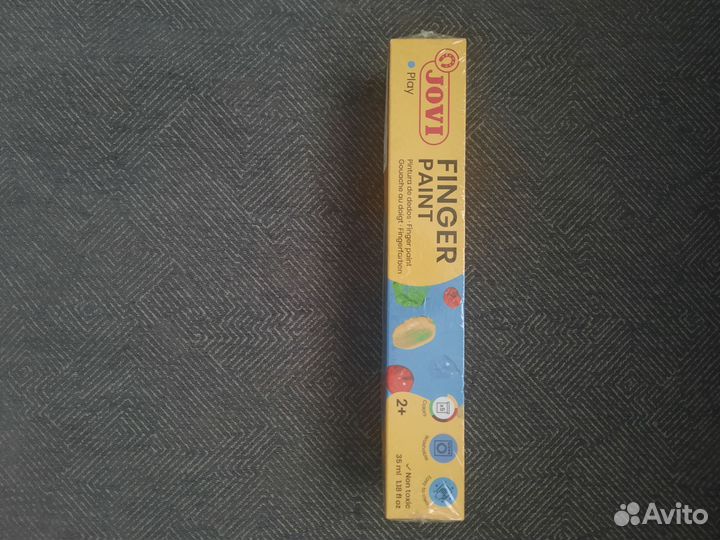 JOVI
Play
FINGER
PAINT
Pintura de dedos · Finger paint
Gouache au doigt · Fingerfarben
x5
2+
✓ Non toxic
35 ml 1,18 fl oz
Avito